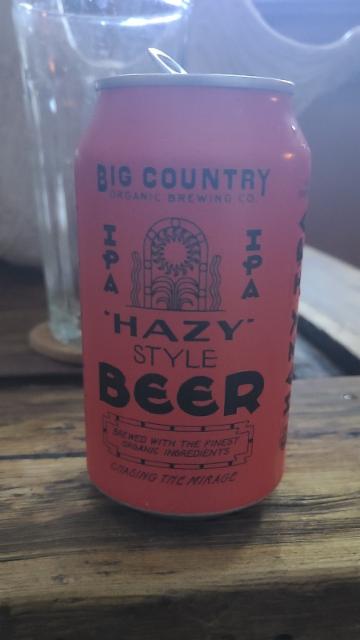 BIG COUNTRY
ORGANIC BREWING CO.
IPA
IPA
"HAZY"
STYLE
BEER
BREWED WITH THE FINEST
ORGANIC INGREDIENTS
CHASING THE MIRAGE